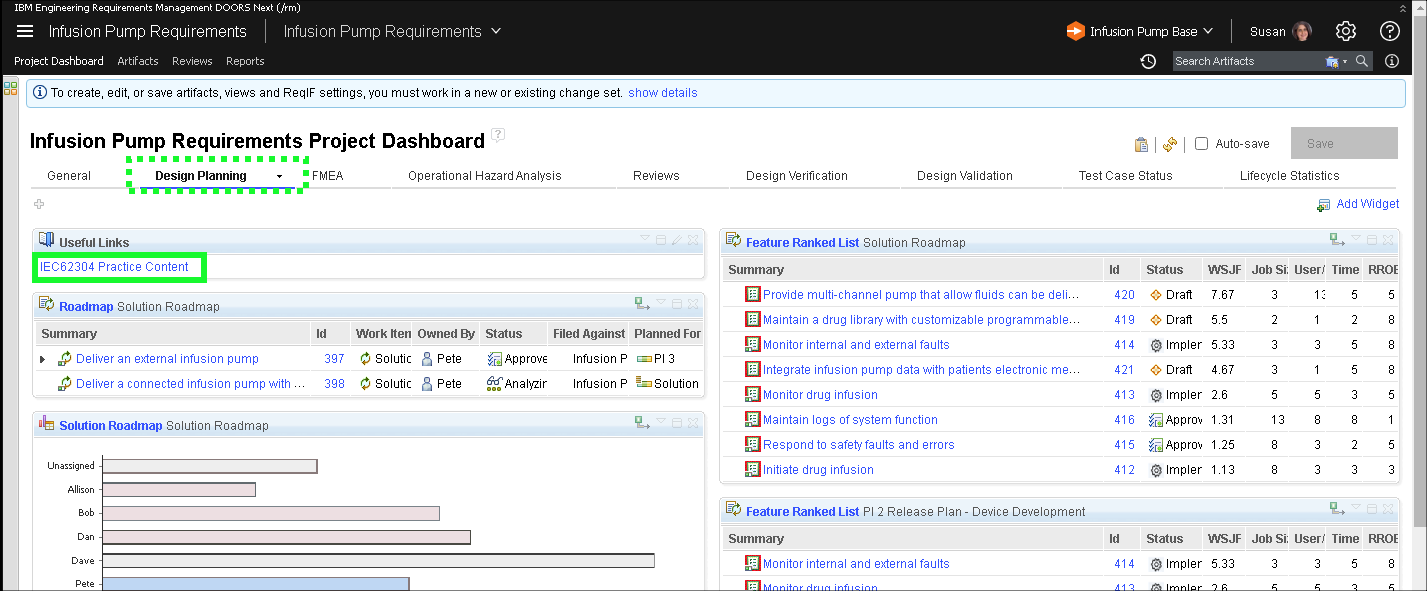 IBM Engineering Requirements Management DOORS Next (/rm)
Infusion Pump Requirements Infusion Pump Requirements Infusion Pump Base Susan
Project Dashboard Artifacts Reviews Reports Search Artifacts
To create, edit, or save artifacts, views and ReqIF settings, you must work in a new or existing change set. show details
Infusion Pump Requirements Project Dashboard ? Auto-save Save
General Design Planning FMEA Operational Hazard Analysis Reviews Design Verification Design Validation Test Case Status Lifecycle Statistics
Add Widget
Useful Links
IEC62304 Practice Content
Roadmap Solution Roadmap
Summary Id Work Iten Owned By Status Filed Against Planned For
Deliver an external infusion pump 397 Solutic Pete Approve Infusion P PI 3
Deliver a connected infusion pump with ... 398 Solutic Pete Analyzin Infusion P Solution
Solution Roadmap Solution Roadmap
Unassigned
Allison
Bob
Dan
Dave
Pete
Feature Ranked List Solution Roadmap
Summary Id Status WSJF Job Si User/ Time RROE
Provide multi-channel pump that allow fluids can be deli... 420 Draft 7.67 3 13 5 5
Maintain a drug library with customizable programmable... 419 Draft 5.5 2 1 2 8
Monitor internal and external faults 414 Impler 5.33 3 3 5 8
Integrate infusion pump data with patients electronic me... 421 Draft 4.67 3 1 5 8
Monitor drug infusion 413 Impler 2.6 5 5 3 5
Maintain logs of system function 416 Approv 1.31 13 8 8 1
Respond to safety faults and errors 415 Approv 1.25 8 3 2 5
Initiate drug infusion 412 Impler 1.13 8 3 3 3
Feature Ranked List PI 2 Release Plan - Device Development
Summary Id Status WSJF Job Si User/ Time RROE
Monitor internal and external faults 414 Impler 5.33 3 3 5 8
Monitor drug infusion 413 Impler 2.6 5 5 3 5